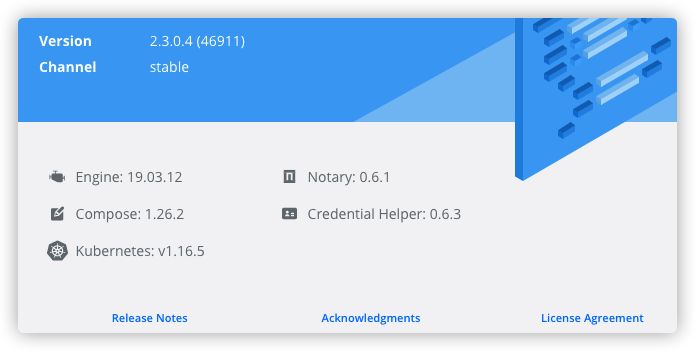 Version 2.3.0.4 (46911)
Channel stable
Engine: 19.03.12 Notary: 0.6.1
Compose: 1.26.2 Credential Helper: 0.6.3
Kubernetes: v1.16.5
Release Notes Acknowledgments License Agreement